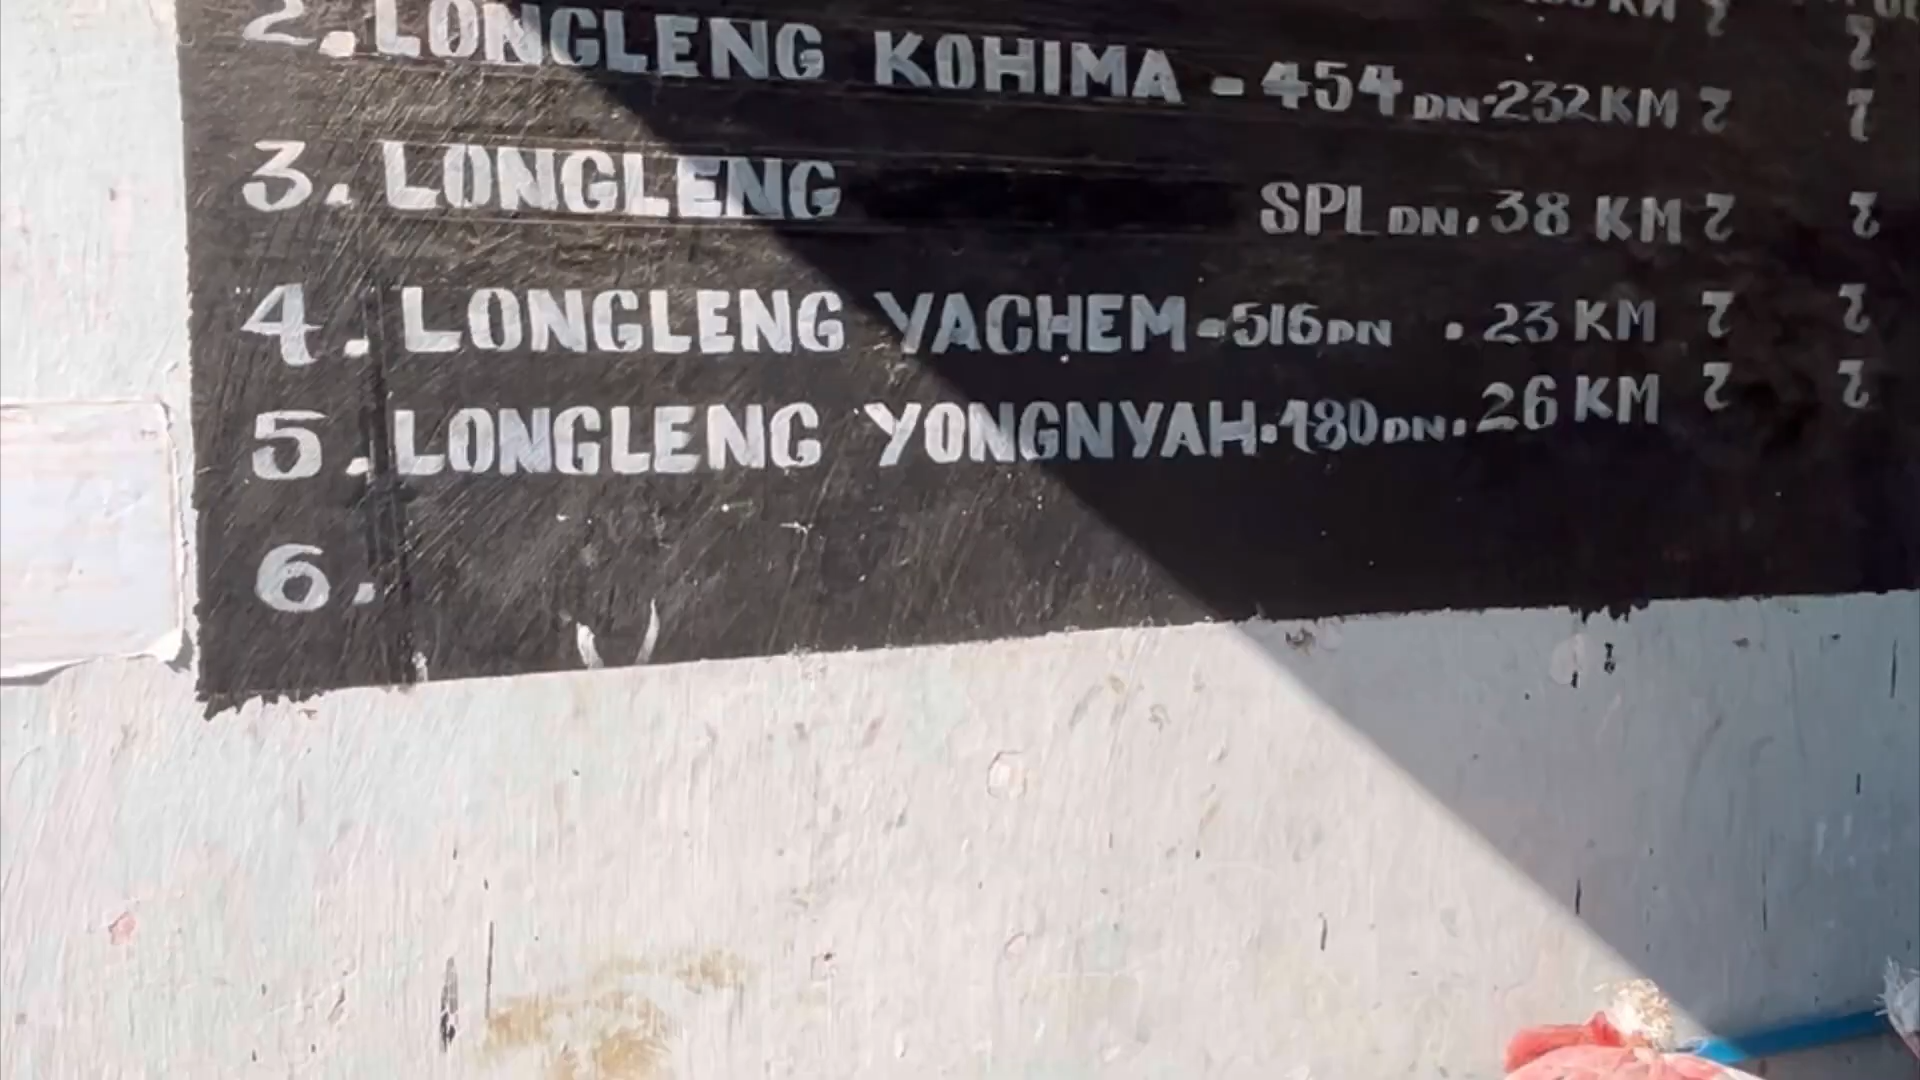 KM ₹
2. LONGLENG KOHIMA - 454 DN-232 KM ₹ ₹
3. LONGLENG SPL DN. 38 KM ₹ ₹
4. LONGLENG YACHEM - 516 DN . 23 KM ₹ ₹
5. LONGLENG YONGNYAH. 180 DN. 26 KM ₹ ₹
6.